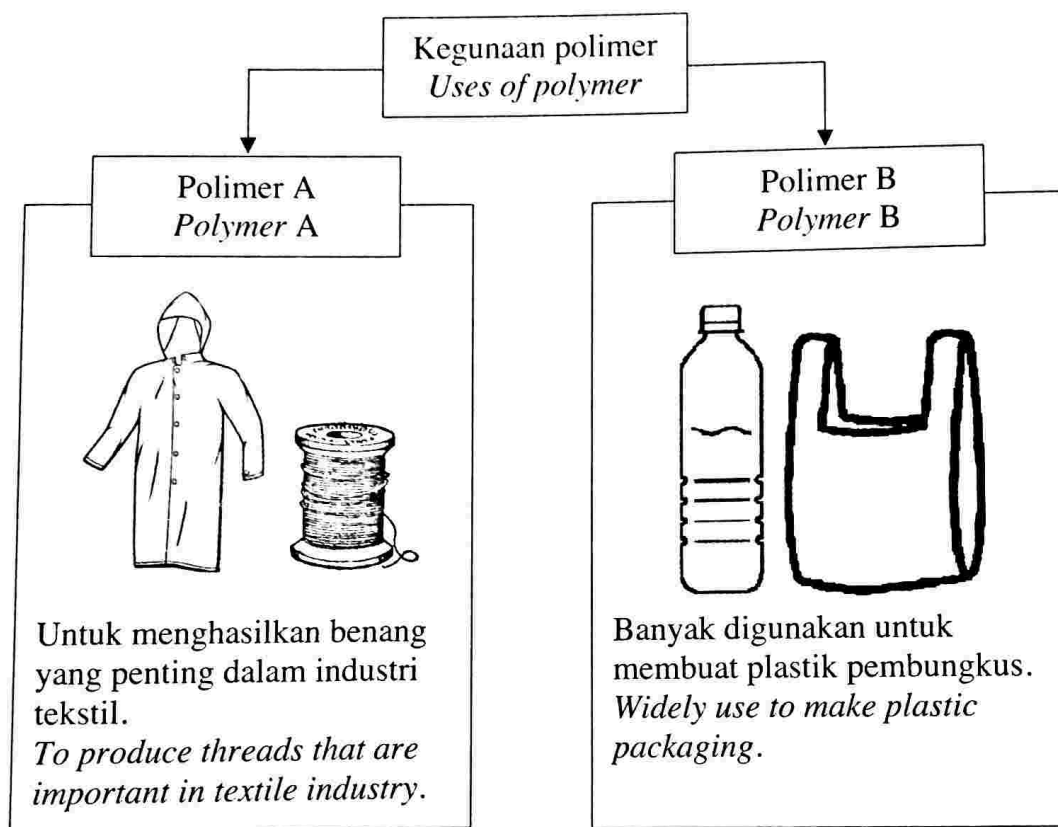 Kegunaan polimer
Uses of polymer
Polimer A
Polymer A
Polimer B
Polymer B
Untuk menghasilkan benang
yang penting dalam industri
tekstil.
To produce threads that are
important in textile industry.
Banyak digunakan untuk
membuat plastik pembungkus.
Widely use to make plastic
packaging.